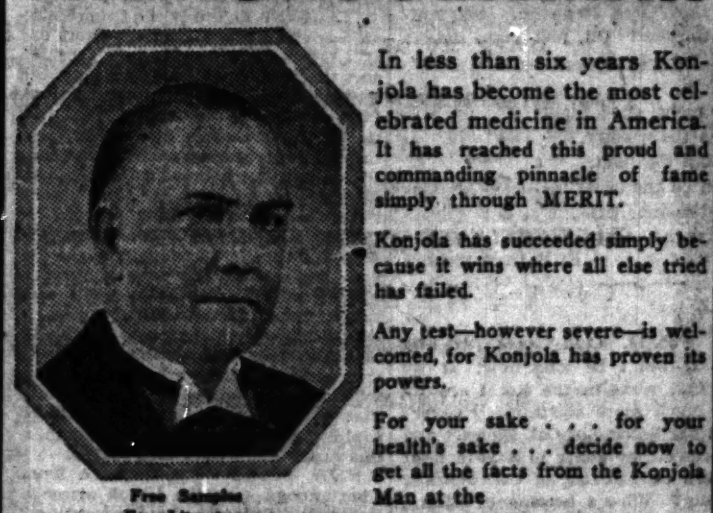 In less than six years Kon-
jola has become the most cel-
ebrated medicine in America.
It has reached this proud and
commanding pinnacle of fame
simply through MERIT.
Konjola has succeeded simply be-
cause it wins where all else tried
has failed.
Any test—however severe—is wel-
comed, for Konjola has proven its
powers.
For your sake . . . for your
health's sake . . . decide now to
get all the facts from the Konjola
Man at the
Free Samples